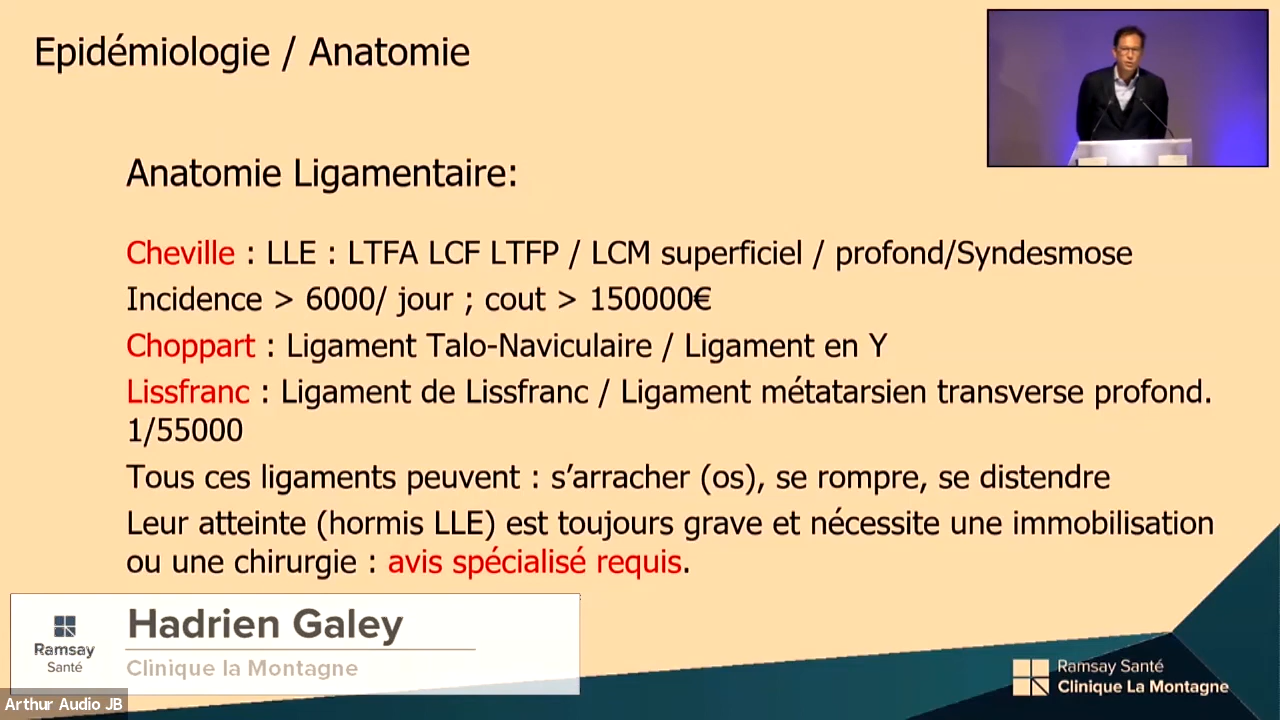 Epidémiologie / Anatomie
Anatomie Ligamentaire:
Cheville : LLE : LTFA LCF LTFP / LCM superficiel / profond/Syndesmose
Incidence > 6000/ jour ; cout > 150000€
Choppart : Ligament Talo-Naviculaire / Ligament en Y
Lissfranc : Ligament de Lissfranc / Ligament métatarsien transverse profond.
1/55000
Tous ces ligaments peuvent : s’arracher (os), se rompre, se distendre
Leur atteinte (hormis LLE) est toujours grave et nécessite une immobilisation
ou une chirurgie : avis spécialisé requis.
Hadrien Galey
Ramsay
Santé
Clinique la Montagne
Arthur Audio JB
Ramsay Santé
Clinique La Montagne